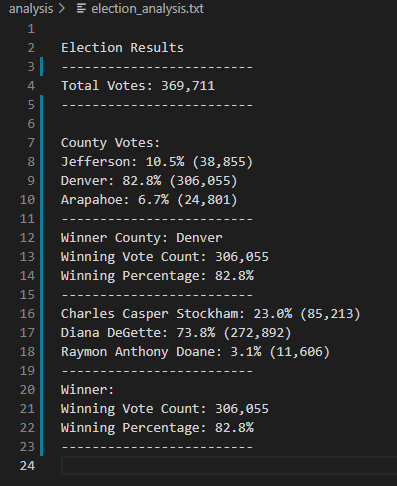 analysis > election_analysis.txt
1
2 Election Results
3 -------------------------
4 Total Votes: 369,711
5 -------------------------
6
7 County Votes:
8 Jefferson: 10.5% (38,855)
9 Denver: 82.8% (306,055)
10 Arapahoe: 6.7% (24,801)
11 -------------------------
12 Winner County: Denver
13 Winning Vote Count: 306,055
14 Winning Percentage: 82.8%
15 -------------------------
16 Charles Casper Stockham: 23.0% (85,213)
17 Diana DeGette: 73.8% (272,892)
18 Raymon Anthony Doane: 3.1% (11,606)
19 -------------------------
20 Winner:
21 Winning Vote Count: 306,055
22 Winning Percentage: 82.8%
23 -------------------------
24